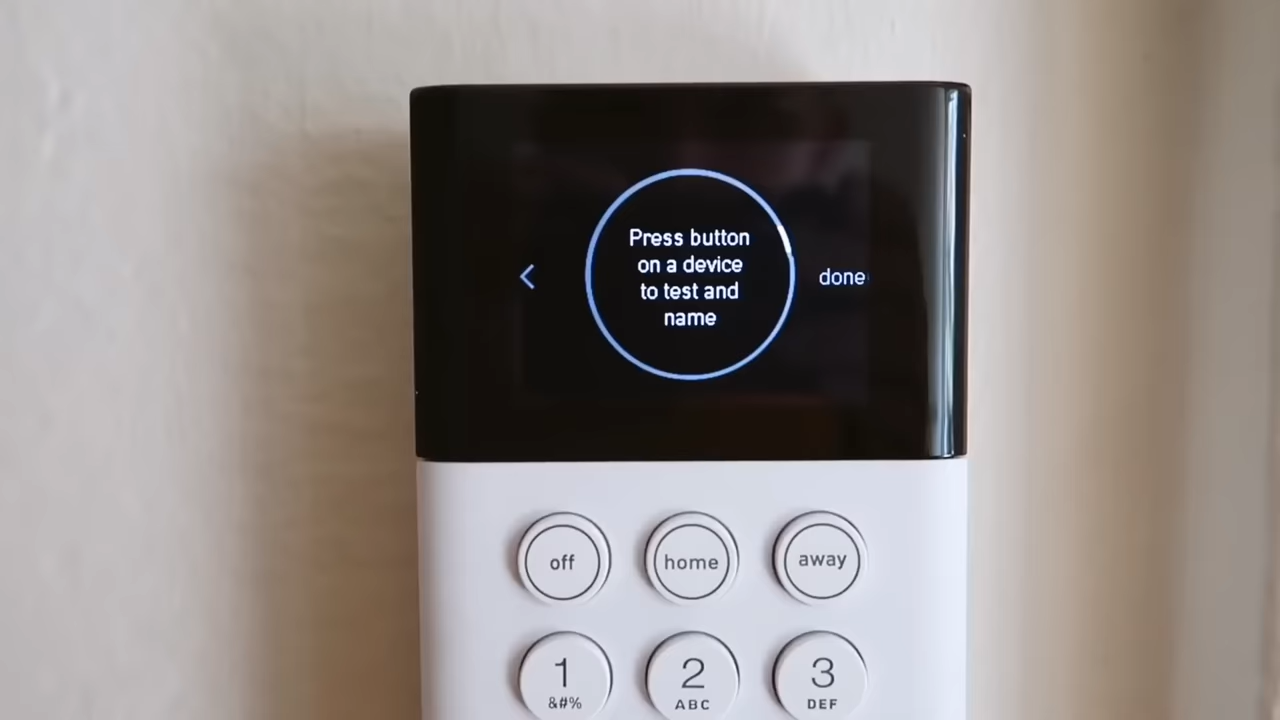 Press button
on a device
to test and
name
<
done
off
home
away
1
&#%
2
ABC
3
DEF